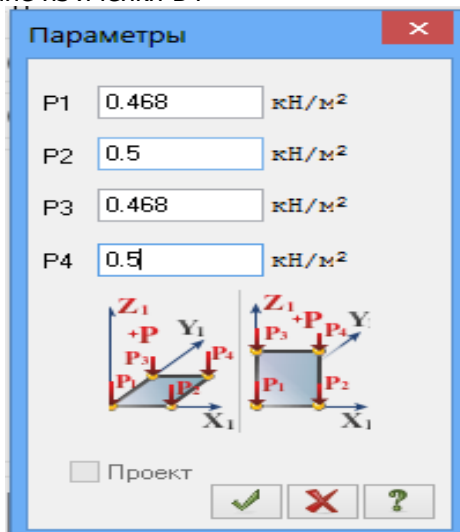 Параметры
P1 0.468 кН/м²
P2 0.5 кН/м²
P3 0.468 кН/м²
P4 0.5 кН/м²
Z₁ Z₁
+P Y₁ +P Y₁
P₃ P₄ P₃ P₄
P₁ P₂ P₁ P₂
X₁ X₁
Проект